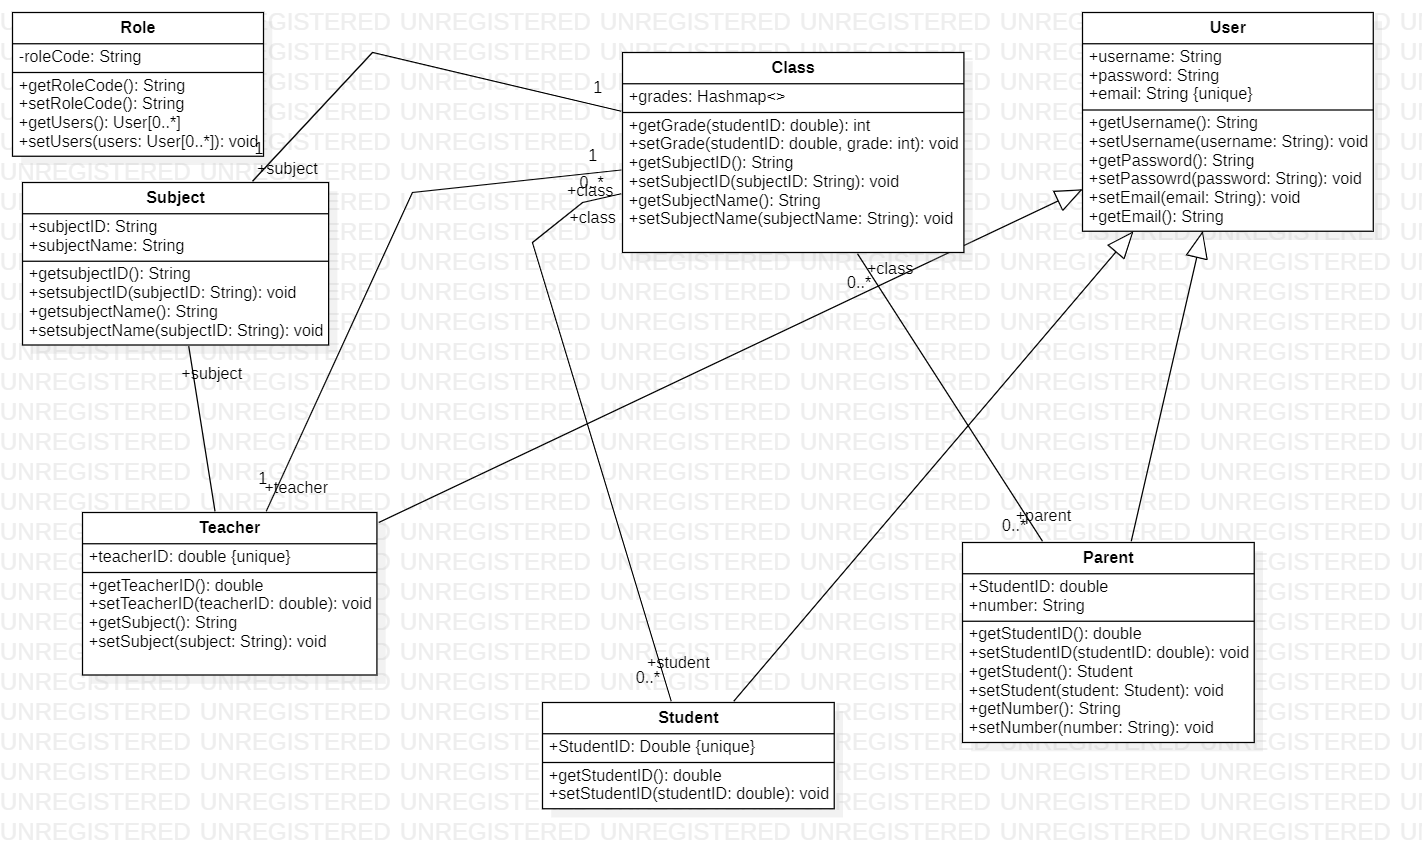 Role
-roleCode: String
+getRoleCode(): String
+setRoleCode(): String
+getUsers(): User[0..*]
+setUsers(users: User[0..*]): void
1
+subject
Subject
+subjectID: String
+subjectName: String
+getsubjectID(): String
+setsubjectID(subjectID: String): void
+getsubjectName(): String
+setsubjectName(subjectID: String): void
+subject
1
+teacher
Teacher
+teacherID: double {unique}
+getTeacherID(): double
+setTeacherID(teacherID: double): void
+getSubject(): String
+setSubject(subject: String): void
1
1
0..*
+class
+class
Class
+grades: Hashmap<>
+getGrade(studentID: double): int
+setGrade(studentID: double, grade: int): void
+getSubjectID(): String
+setSubjectID(subjectID: String): void
+getSubjectName(): String
+setSubjectName(subjectName: String): void
+class
0..*
User
+username: String
+password: String
+email: String {unique}
+getUsername(): String
+setUsername(username: String): void
+getPassword(): String
+setPassowrd(password: String): void
+setEmail(email: String): void
+getEmail(): String
+parent
0..*
Parent
+StudentID: double
+number: String
+getStudentID(): double
+setStudentID(studentID: double): void
+getStudent(): Student
+setStudent(student: Student): void
+getNumber(): String
+setNumber(number: String): void
+student
0..*
Student
+StudentID: Double {unique}
+getStudentID(): double
+setStudentID(studentID: double): void
UNREGISTERED